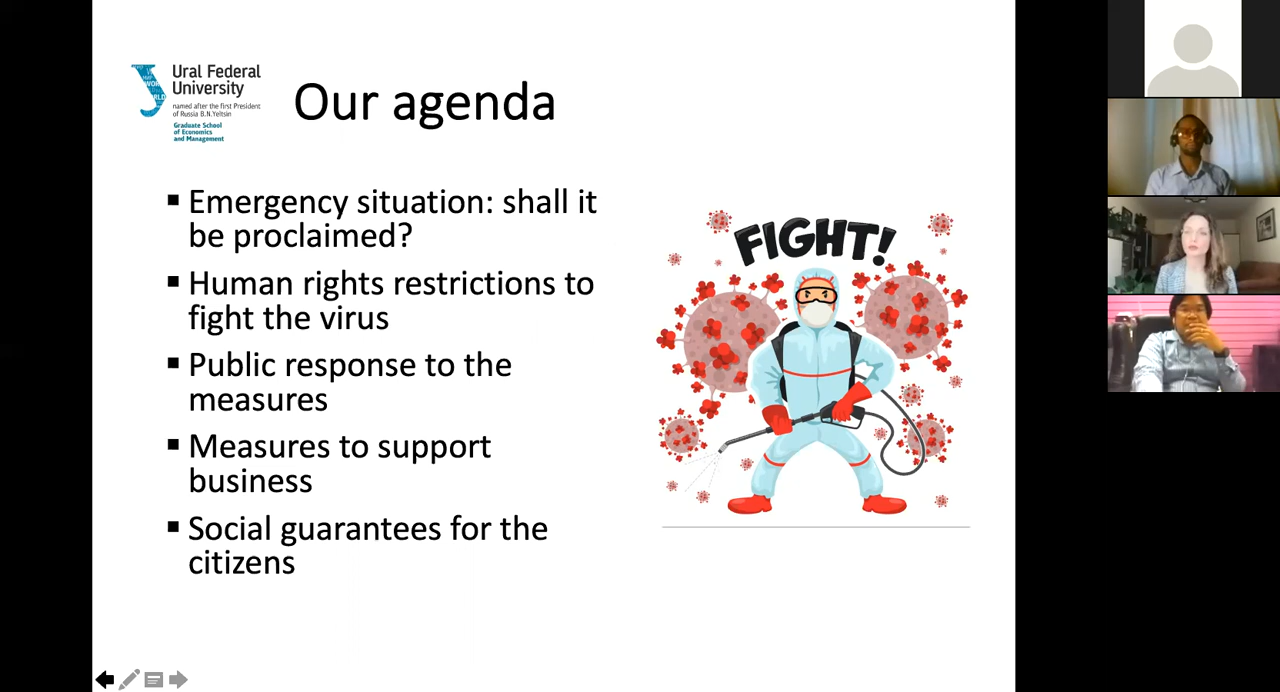 Ural Federal
University
named after the first President
of Russia B.N.Yeltsin
Graduate School
of Economics
and Management
Our agenda
▪ Emergency situation: shall it
be proclaimed?
▪ Human rights restrictions to
fight the virus
▪ Public response to the
measures
▪ Measures to support
business
▪ Social guarantees for the
citizens
FIGHT!